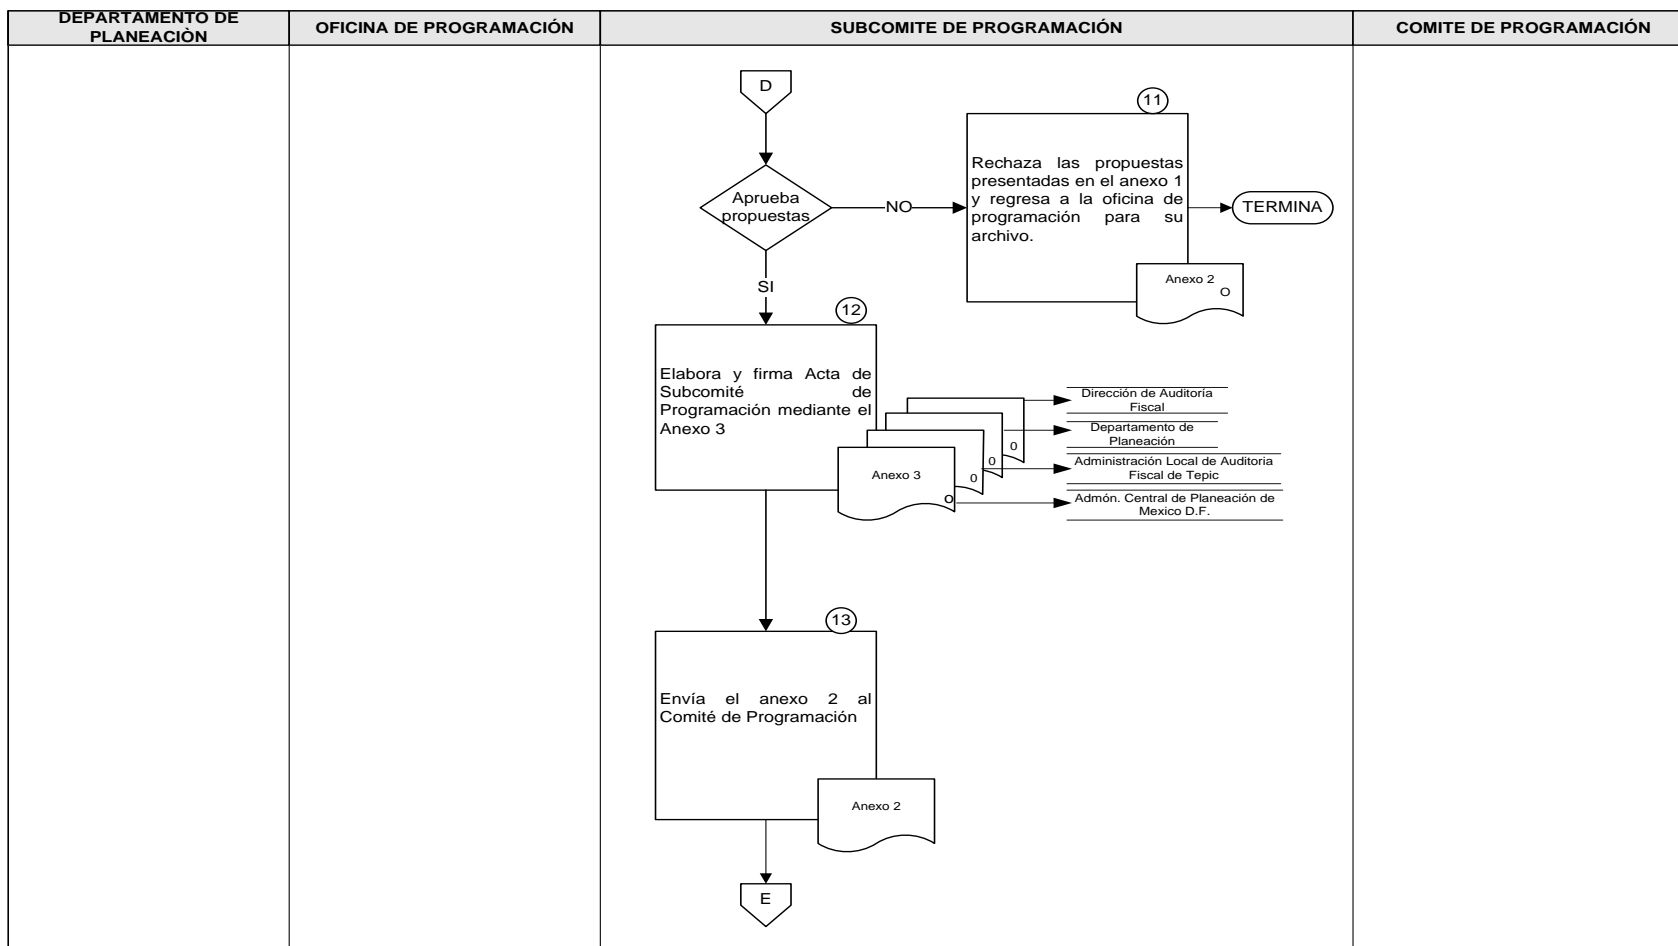 DEPARTAMENTO DE
PLANEACIÒN
OFICINA DE PROGRAMACIÓN
SUBCOMITE DE PROGRAMACIÓN
COMITE DE PROGRAMACIÓN
D
11
Aprueba
propuestas
NO
Rechaza las propuestas
presentadas en el anexo 1
y regresa a la oficina de
programación para su
archivo.
TERMINA
Anexo 2
O
SI
12
Elabora y firma Acta de
Subcomité de
Programación mediante el
Anexo 3
Anexo 3
O
0
0
0
Dirección de Auditoría
Fiscal
Departamento de
Planeación
Administración Local de Auditoria
Fiscal de Tepic
Admón. Central de Planeación de
Mexico D.F.
13
Envía el anexo 2 al
Comité de Programación
Anexo 2
E